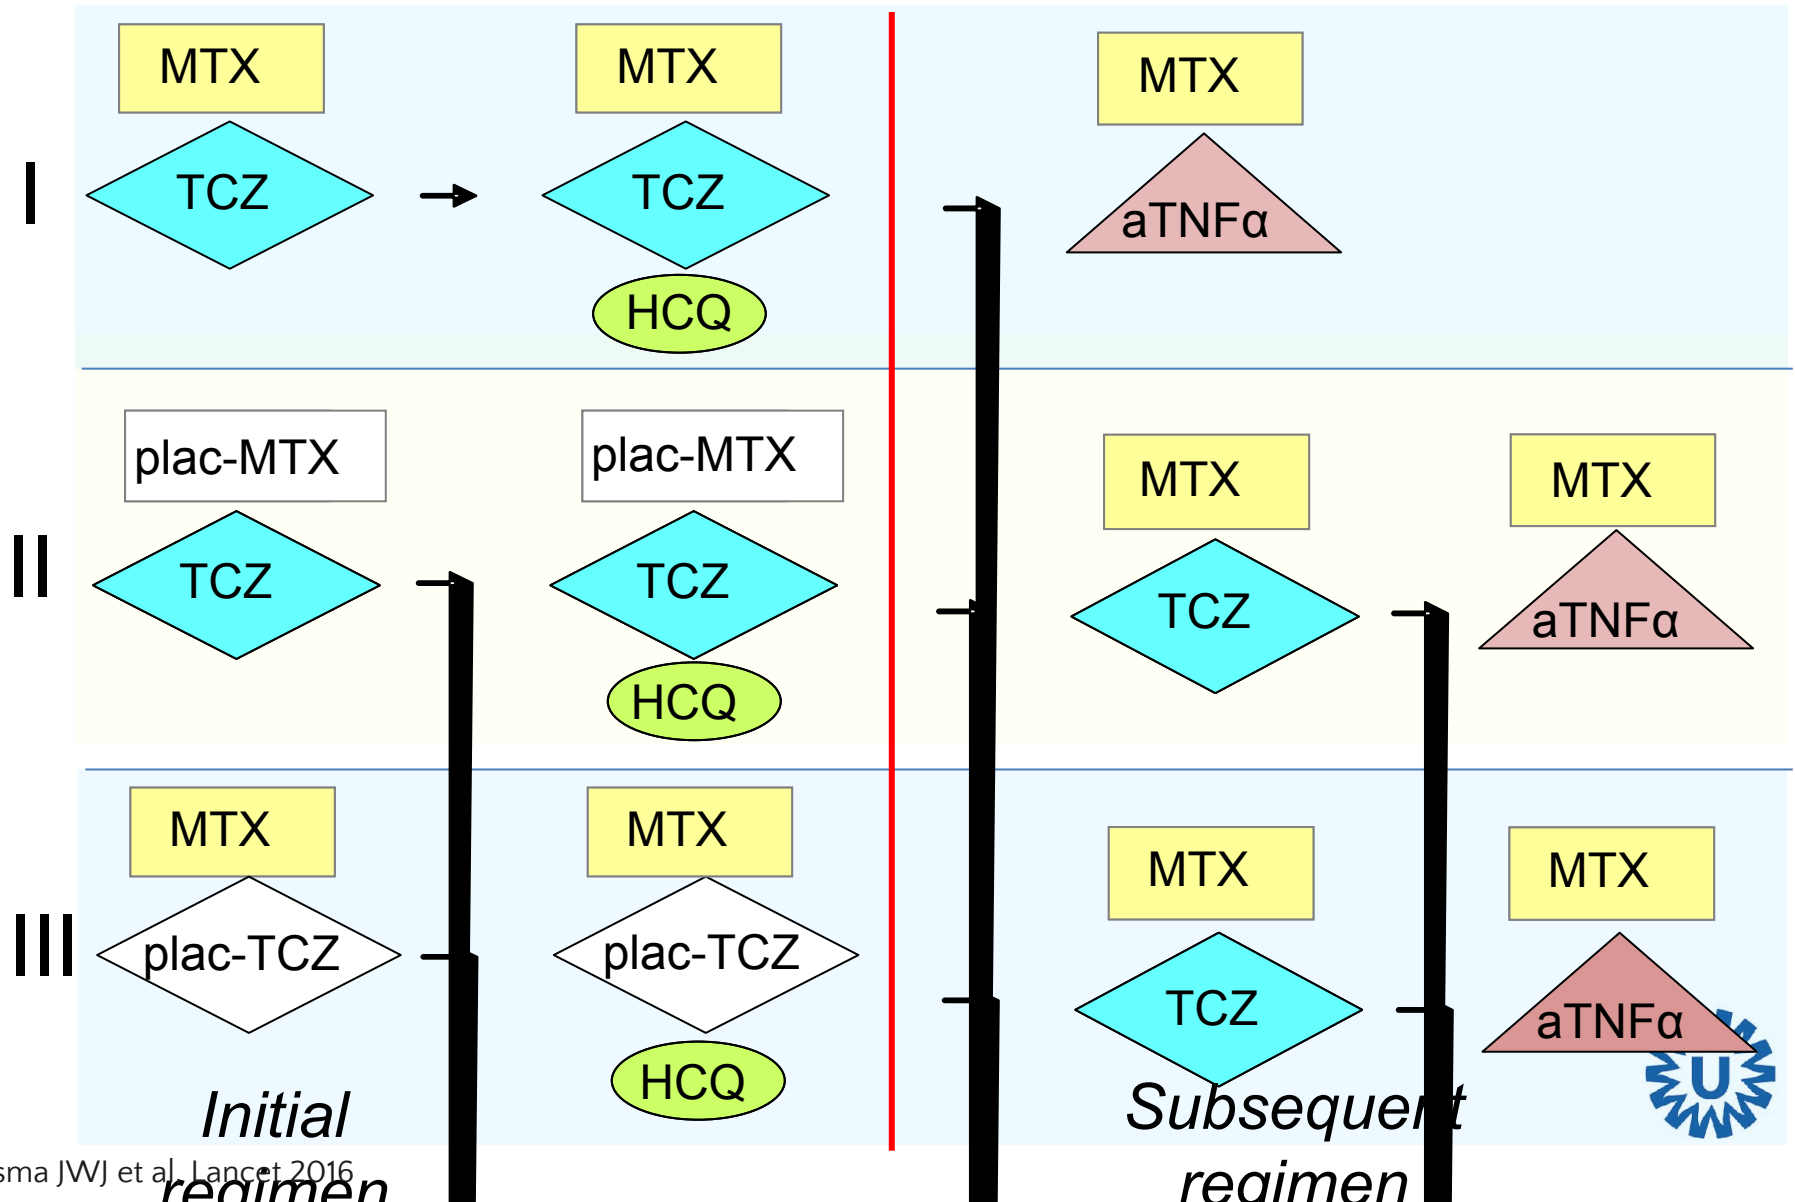 I
MTX
MTX
MTX
TCZ
TCZ
aTNFα
HCQ
II
plac-MTX
plac-MTX
MTX
MTX
TCZ
TCZ
TCZ
aTNFα
HCQ
III
MTX
MTX
MTX
MTX
plac-TCZ
plac-TCZ
TCZ
aTNFα
HCQ
U
Initial
regimen
Subsequent
regimen
sma JWJ et al. Lancet 2016